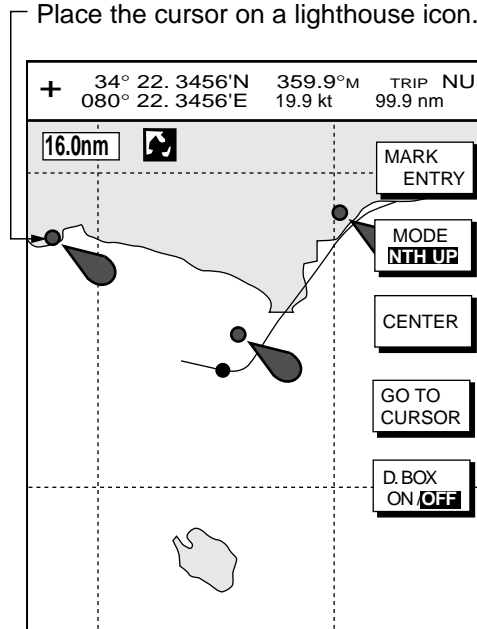 Place the cursor on a lighthouse icon.
+ 34° 22. 3456'N 359.9°M TRIP NU
080° 22. 3456'E 19.9 kt 99.9 nm
16.0nm
MARK
ENTRY
MODE
NTH UP
CENTER
GO TO
CURSOR
D. BOX
ON /OFF